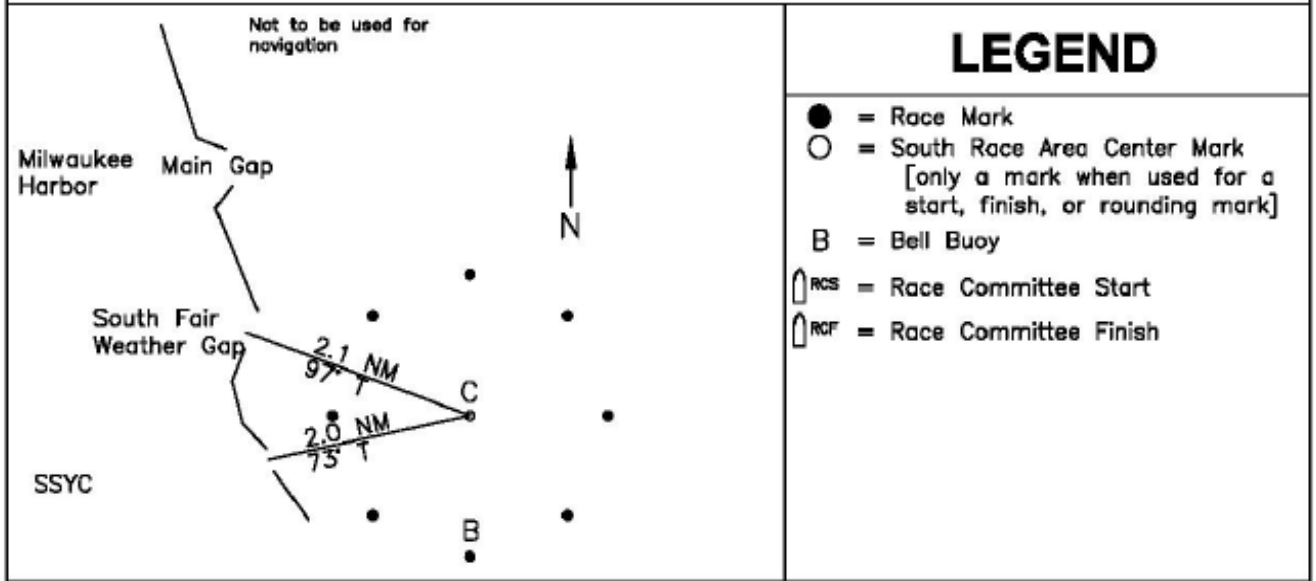 Not to be used for
navigation
Milwaukee
Harbor
Main Gap
N
South Fair
Weather Gap
2.1 NM
97° T
C
2.0 NM
73° T
SSYC
B
LEGEND
= Race Mark
= South Race Area Center Mark
[only a mark when used for a
start, finish, or rounding mark]
B = Bell Buoy
RCS = Race Committee Start
RCF = Race Committee Finish